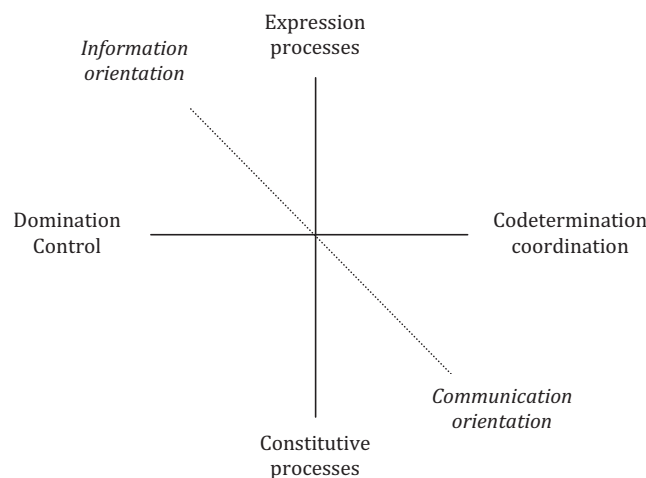 Expression
processes
Information
orientation
Domination
Control
Codetermination
coordination
Communication
orientation
Constitutive
processes